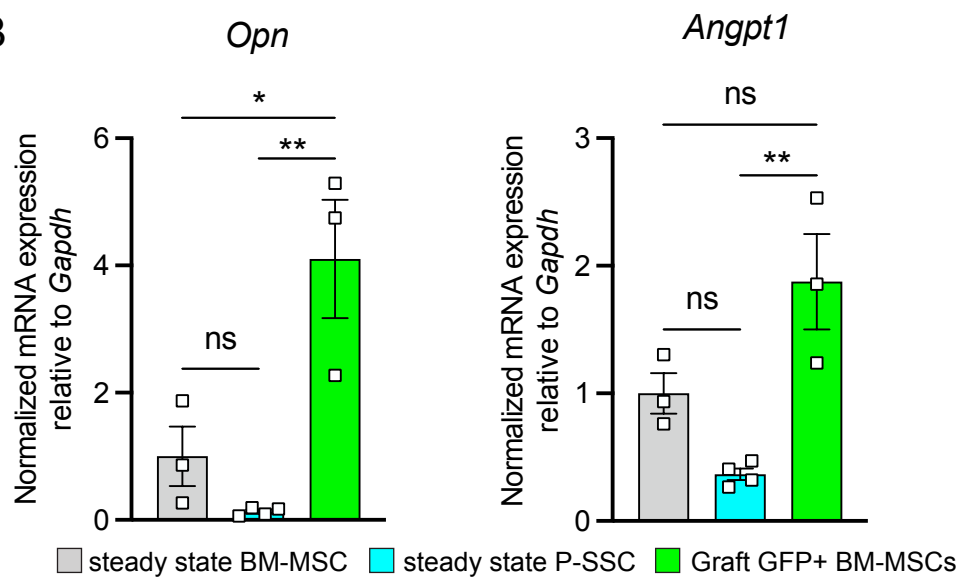 B
Opn
Angpt1
*
**
ns
6
4
2
0
Normalized mRNA expression
relative to Gapdh
ns
**
ns
3
2
1
0
Normalized mRNA expression
relative to Gapdh
steady state BM-MSC
steady state P-SSC
Graft GFP+ BM-MSCs